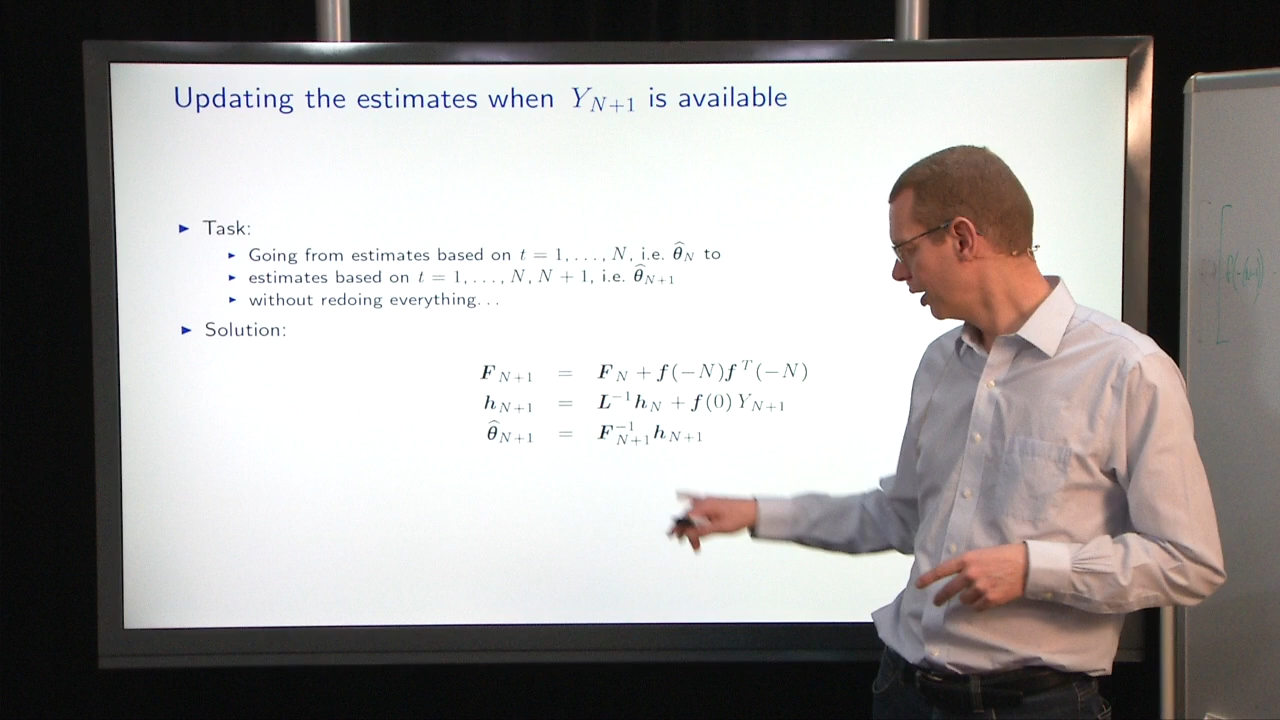 Updating the estimates when Y_{N+1} is available
► Task:
► Going from estimates based on t = 1, . . . , N, i.e. θ̂_N to
► estimates based on t = 1, . . . , N, N + 1, i.e. θ̂_{N+1}
► without redoing everything. . .
► Solution:
F_{N+1} = F_N + f(−N)f^T(−N)
h_{N+1} = L^{−1}h_N + f(0)Y_{N+1}
θ̂_{N+1} = F_{N+1}^{−1}h_{N+1}